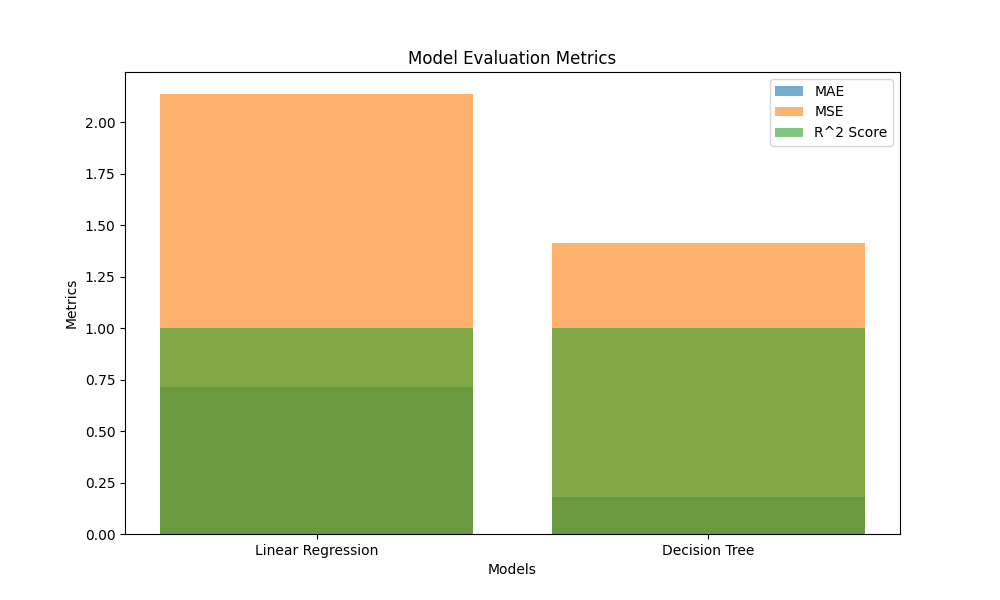 Model Evaluation Metrics
MAE
MSE
R^2 Score
2.00
1.75
1.50
1.25
1.00
0.75
0.50
0.25
0.00
Metrics
Linear Regression
Decision Tree
Models